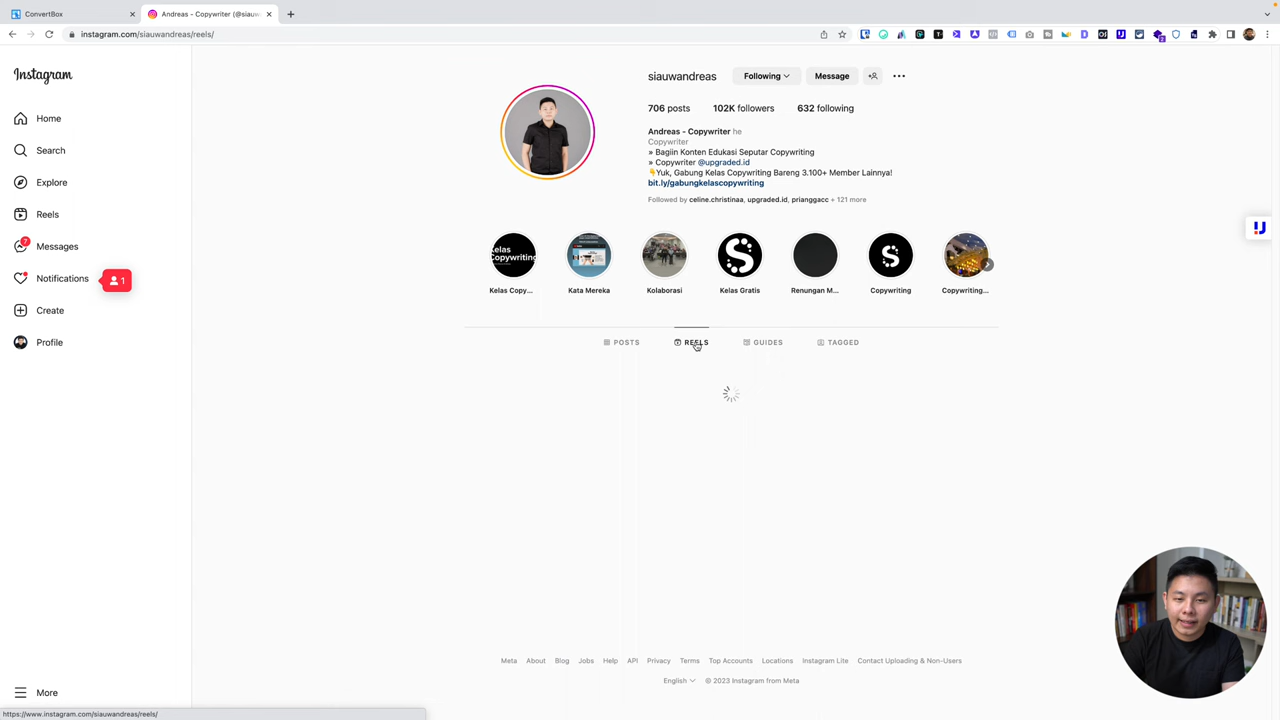 ConvertBox
Andreas - Copywriter (@siauw
instagram.com/siauwandreas/reels/
Instagram
Home
Search
Explore
Reels
7
Messages
Notifications
1
Create
Profile
More
siauwandreas
Following
Message
706 posts 102K followers 632 following
Andreas - Copywriter he
Copywriter
» Bagiin Konten Edukasi Seputar Copywriting
» Copywriter @upgraded.id
👇Yuk, Gabung Kelas Copywriting Bareng 3.100+ Member Lainnya!
bit.ly/gabungkelascopywriting
Followed by celine.christinaa, upgraded.id, prianggacc + 121 more
Kelas
Copywriting
Kelas Copy...
Kata Mereka
Kolaborasi
Kelas Gratis
Renungan M...
Copywriting
Copywriting...
POSTS
REELS
GUIDES
TAGGED
Meta About Blog Jobs Help API Privacy Terms Top Accounts Locations Instagram Lite Contact Uploading & Non-Users
English © 2023 Instagram from Meta
https://www.instagram.com/siauwandreas/reels/